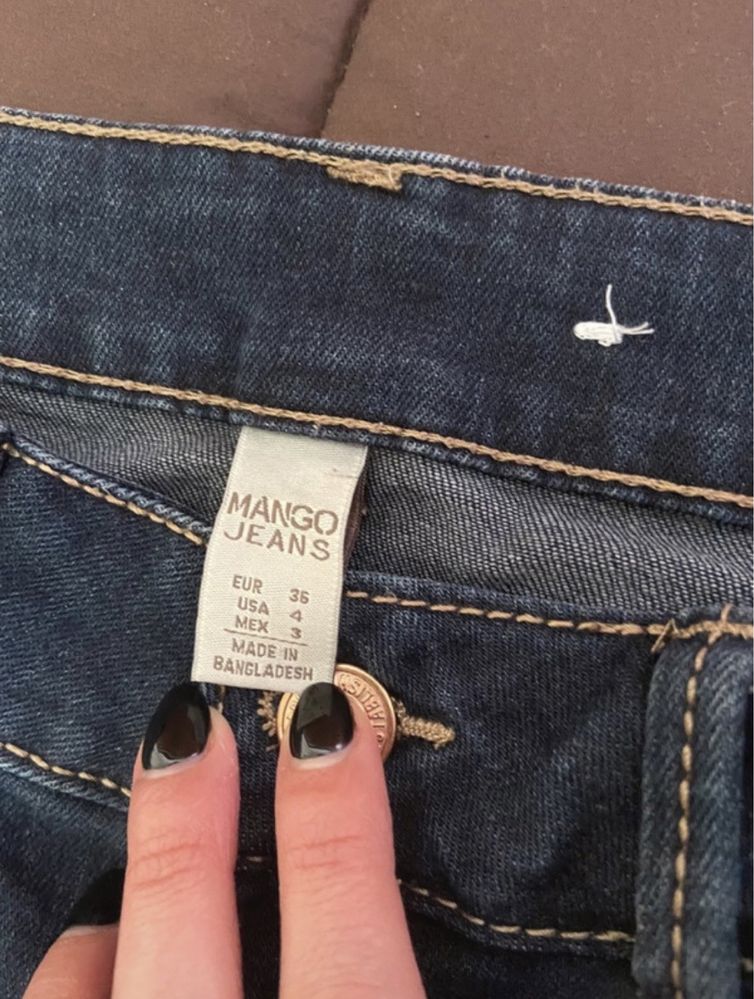 MANGO
JEANS
EUR 36
USA 4
MEX 3
MADE IN
BANGLADESH